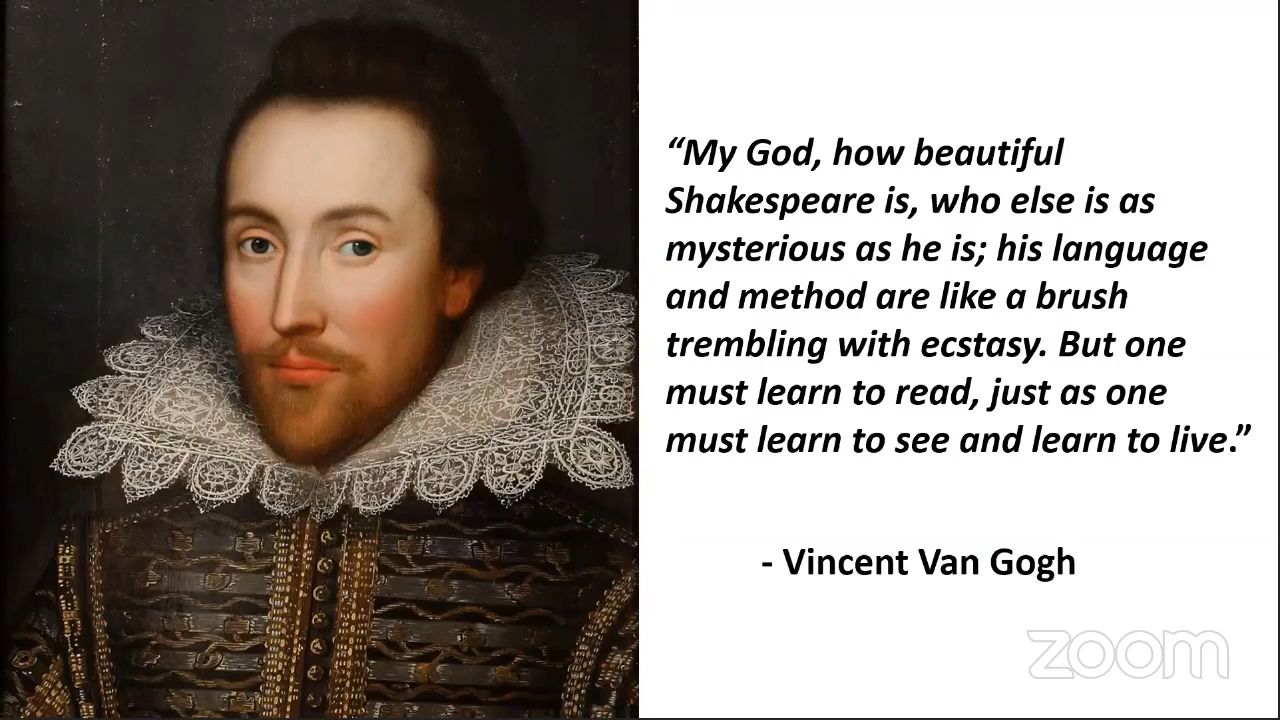 “My God, how beautiful
Shakespeare is, who else is as
mysterious as he is; his language
and method are like a brush
trembling with ecstasy. But one
must learn to read, just as one
must learn to see and learn to live.”
- Vincent Van Gogh
zoom